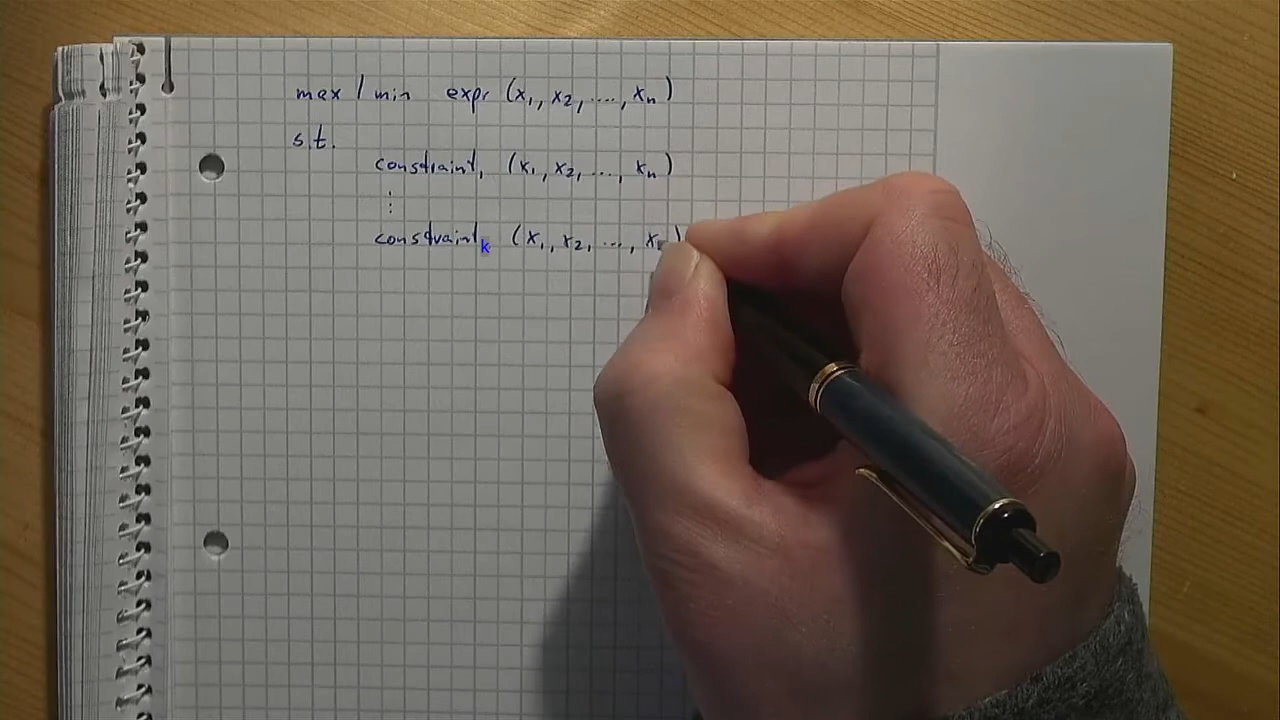 max / min expr (x₁, x₂, ...., xₙ)
s.t.
constraint₁ (x₁, x₂, ..., xₙ)
⋮
constraintₖ (x₁, x₂, ..., xₙ)